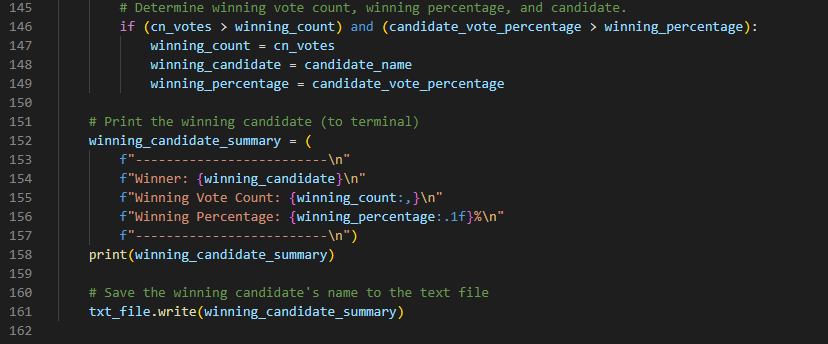 145 # Determine winning vote count, winning percentage, and candidate.
146 if (cn_votes > winning_count) and (candidate_vote_percentage > winning_percentage):
147 winning_count = cn_votes
148 winning_candidate = candidate_name
149 winning_percentage = candidate_vote_percentage
150
151 # Print the winning candidate (to terminal)
152 winning_candidate_summary = (
153 f"-------------------------\n"
154 f"Winner: {winning_candidate}\n"
155 f"Winning Vote Count: {winning_count:,}\n"
156 f"Winning Percentage: {winning_percentage:.1f}%\n"
157 f"-------------------------\n")
158 print(winning_candidate_summary)
159
160 # Save the winning candidate's name to the text file
161 txt_file.write(winning_candidate_summary)
162